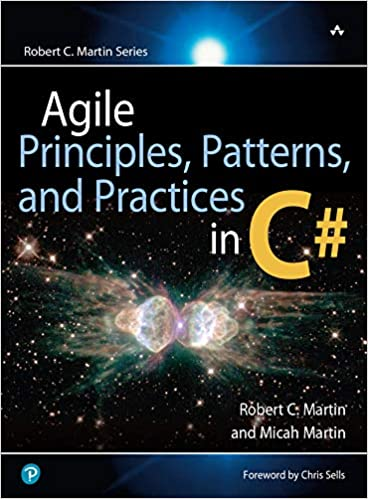 Robert C. Martin Series
Agile
Principles, Patterns,
and Practices
in C#
Robert C. Martin
and Micah Martin
Foreword by Chris Sells